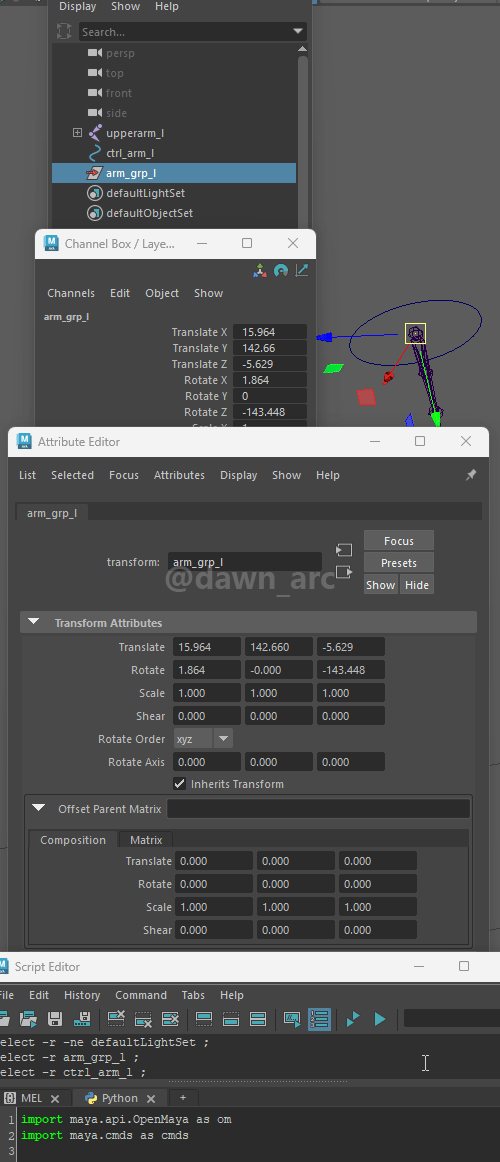 Display Show Help
Search...
persp
top
front
side
upperarm_l
ctrl_arm_l
arm_grp_l
defaultLightSet
defaultObjectSet
Channel Box / Laye...
Channels Edit Object Show
arm_grp_l
Translate X 15.964
Translate Y 142.66
Translate Z -5.629
Rotate X 1.864
Rotate Y 0
Rotate Z -143.448
Attribute Editor
List Selected Focus Attributes Display Show Help
arm_grp_l
Focus
transform: arm_grp_l
Presets
Show Hide
@dawn_arc
Transform Attributes
Translate 15.964 142.660 -5.629
Rotate 1.864 -0.000 -143.448
Scale 1.000 1.000 1.000
Shear 0.000 0.000 0.000
Rotate Order xyz
Rotate Axis 0.000 0.000 0.000
Inherits Transform
Offset Parent Matrix
Composition Matrix
Translate 0.000 0.000 0.000
Rotate 0.000 0.000 0.000
Scale 1.000 1.000 1.000
Shear 0.000 0.000 0.000
Script Editor
File Edit History Command Tabs Help
elect -r -ne defaultLightSet ;
elect -r arm_grp_l ;
elect -r ctrl_arm_l ;
MEL Python +
1 import maya.api.OpenMaya as om
2 import maya.cmds as cmds
3